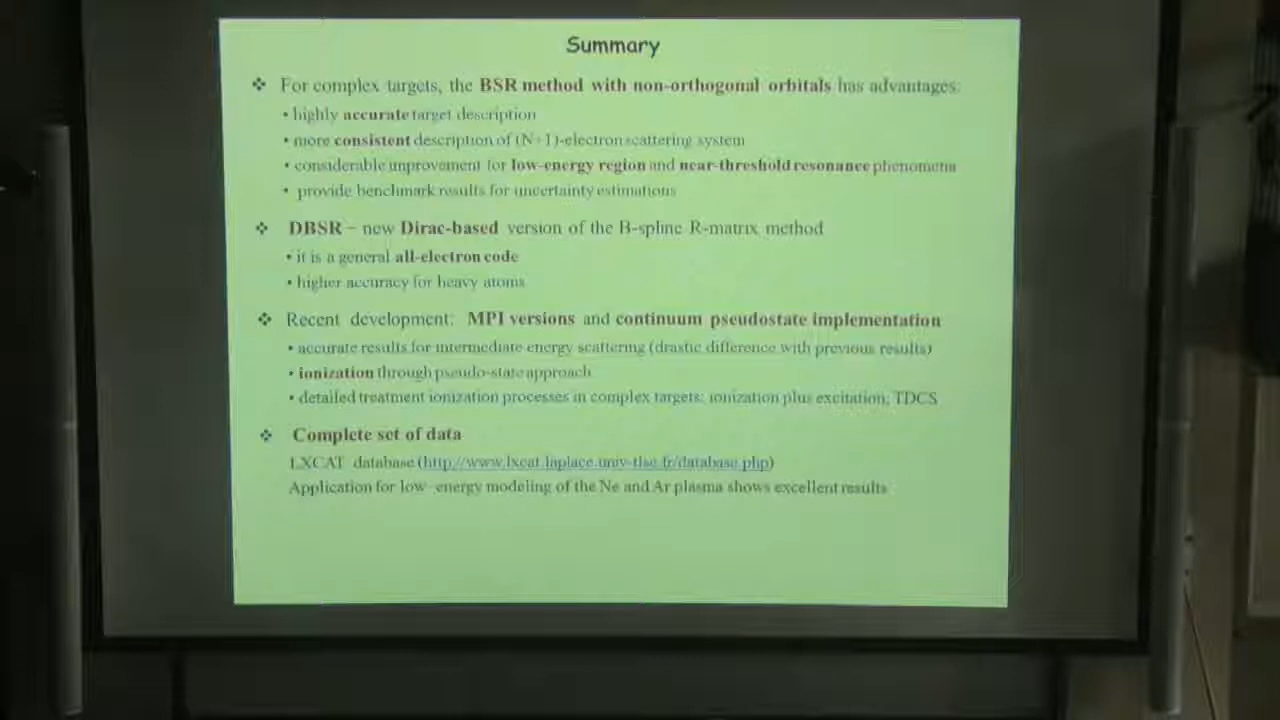 Summary
❖ For complex targets, the BSR method with non-orthogonal orbitals has advantages:
• highly accurate target description
• more consistent description of (N+1)-electron scattering system
• considerable improvement for low-energy region and near-threshold resonance phenomena
• provide benchmark results for uncertainty estimations
❖ DBSR – new Dirac-based version of the B-spline R-matrix method
• it is a general all-electron code
• higher accuracy for heavy atoms
❖ Recent development: MPI versions and continuum pseudostate implementation
• accurate results for intermediate energy scattering (drastic difference with previous results)
• ionization through pseudo-state approach
• detailed treatment ionization processes in complex targets: ionization plus excitation, TDCS
❖ Complete set of data
LXCAT database (http://www.lxcat.laplace.univ-tlse.fr/database.php)
Application for low-energy modeling of the Ne and Ar plasma shows excellent results